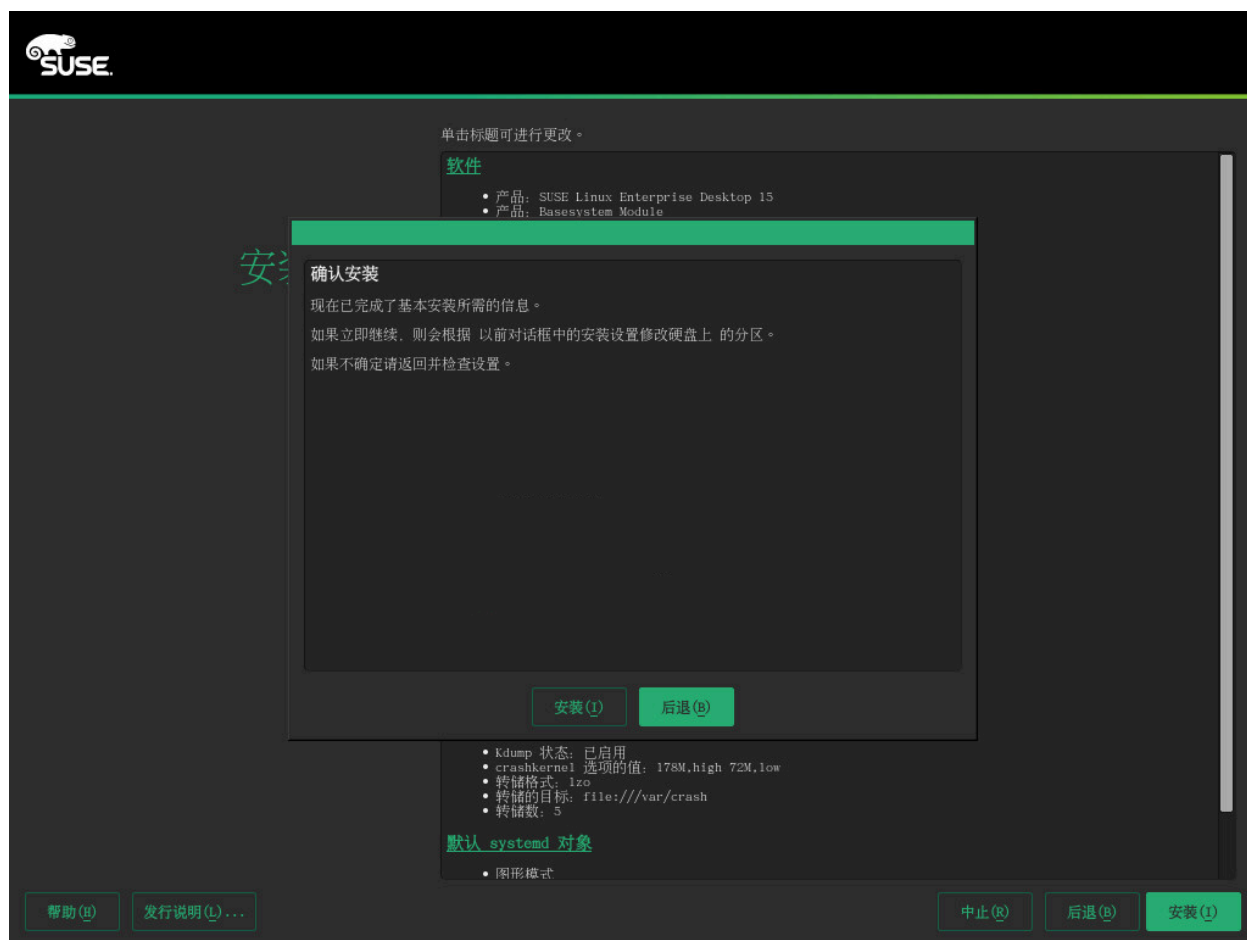 SUSE.
单击标题可进行更改。
软件
• 产品: SUSE Linux Enterprise Desktop 15
• 产品: Basesystem Module
安
确认安装
现在已完成了基本安装所需的信息。
如果立即继续, 则会根据 以前对话框中的安装设置修改硬盘上 的分区。
如果不确定请返回并检查设置。
安装(I)
后退(B)
• Kdump 状态: 已启用
• crashkernel 选项的值: 178M,high 72M,low
• 转储格式: lzo
• 转储的目标: file:///var/crash
• 转储数: 5
默认 systemd 对象
• 图形模式
帮助(H)
发行说明(L)...
中止(R)
后退(B)
安装(I)